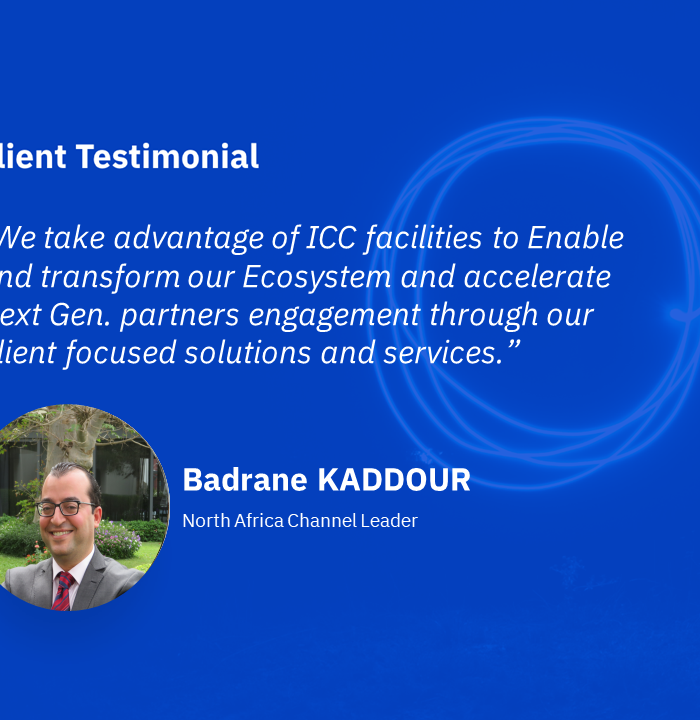 lient Testimonial
We take advantage of ICC facilities to Enable
nd transform our Ecosystem and accelerate
ext Gen. partners engagement through our
lient focused solutions and services.”
Badrane KADDOUR
North Africa Channel Leader